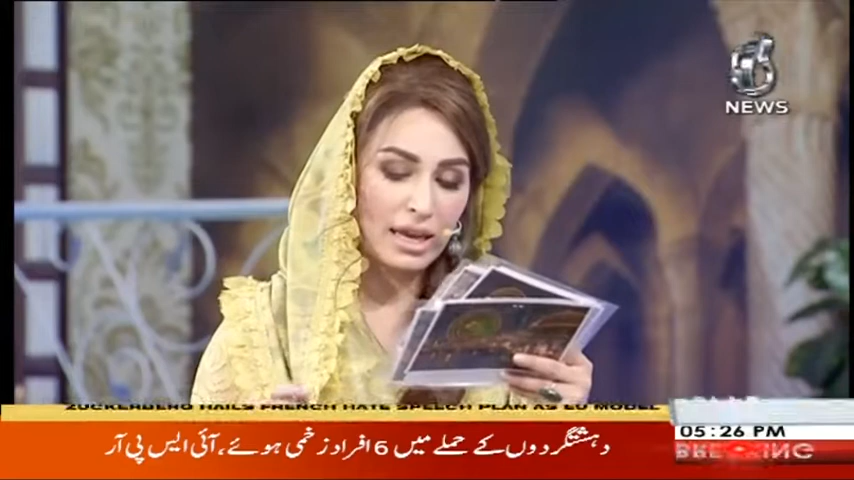 NEWS
ZUCKERBERG HAILS FRENCH HATE SPEECH PLAN AS EU MODEL
05:26 PM
دہشتگردوں کے حملے میں 6 افراد زخمی ہوئے،آئی ایس پی آر
BREAKING